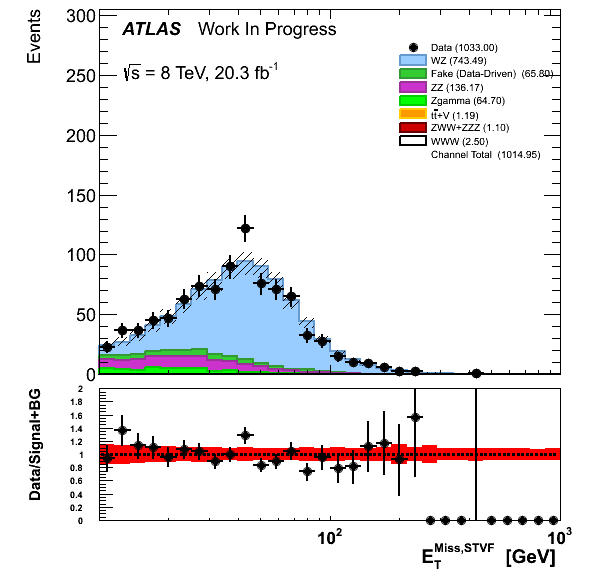 Events
300
250
200
150
100
50
0
ATLAS Work In Progress
√s = 8 TeV, 20.3 fb⁻¹
Data (1033.00)
WZ (743.49)
Fake (Data-Driven) (65.80)
ZZ (136.17)
Zgamma (64.70)
tt̄+V (1.19)
ZWW+ZZZ (1.10)
WWW (2.50)
Channel Total (1014.95)
Data/Signal+BG
2
1.8
1.6
1.4
1.2
1
0.8
0.6
0.4
0.2
0
10²
10³
E_T^Miss,STVF [GeV]